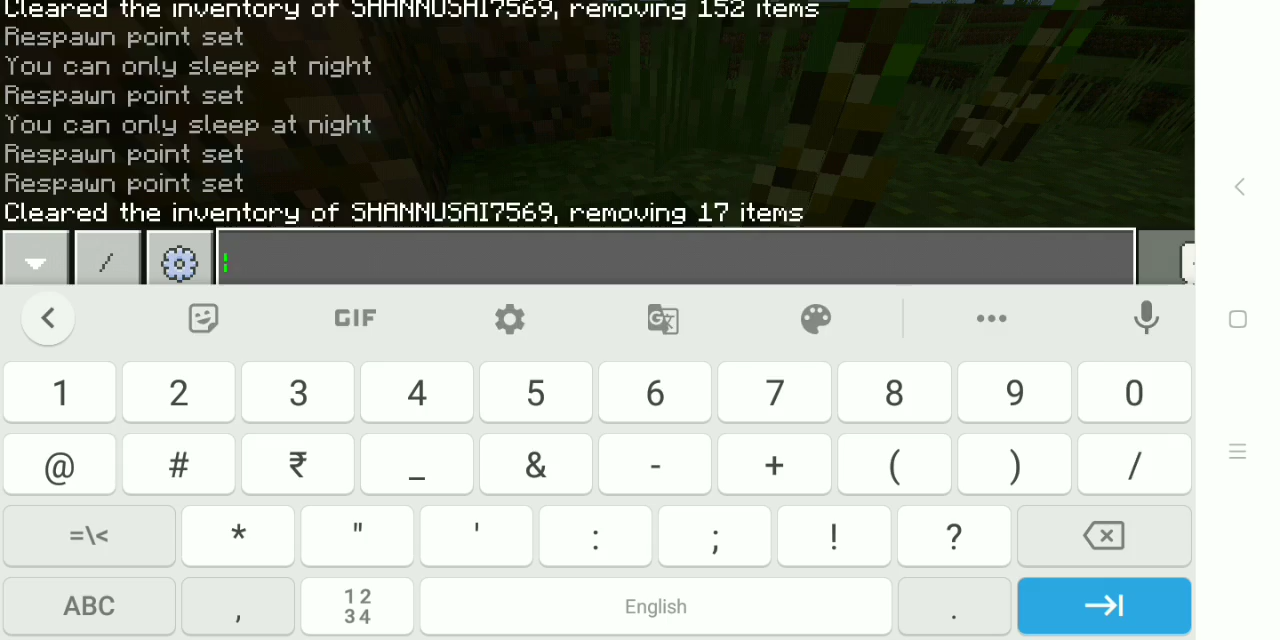 Cleared the inventory of SHANNUSAI7569, removing 152 items
Respawn point set
You can only sleep at night
Respawn point set
You can only sleep at night
Respawn point set
Respawn point set
Cleared the inventory of SHANNUSAI7569, removing 17 items
/
GIF
1 2 3 4 5 6 7 8 9 0
@ # ₹ _ & - + ( ) /
=\< * " ' : ; ! ?
ABC , 1 2 3 4 English .